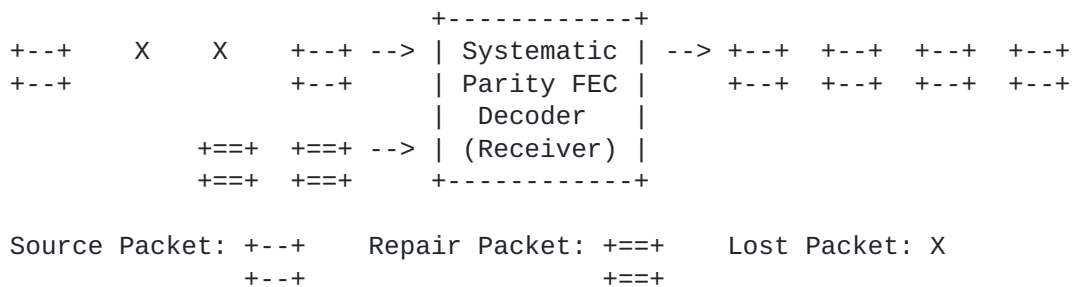 +------------+
+--+    X    X    +--+ --> | Systematic | --> +--+  +--+  +--+  +--+
+--+              +--+     | Parity FEC |     +--+  +--+  +--+  +--+
                           |  Decoder   |
            +==+  +==+ --> | (Receiver) |
            +==+  +==+     +------------+

Source Packet: +--+    Repair Packet: +==+    Lost Packet: X
               +--+                   +==+